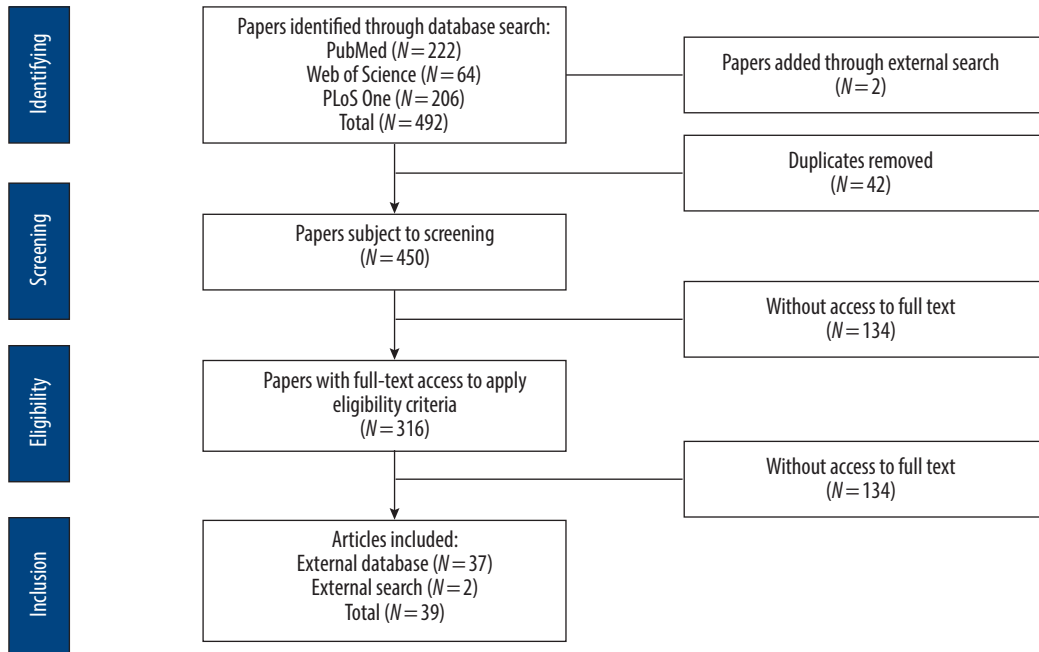 Identifying
Papers identified through database search:
PubMed (N = 222)
Web of Science (N = 64)
PLoS One (N = 206)
Total (N = 492)
Papers added through external search
(N = 2)
Duplicates removed
(N = 42)
Screening
Papers subject to screening
(N = 450)
Without access to full text
(N = 134)
Eligibility
Papers with full-text access to apply
eligibility criteria
(N = 316)
Without access to full text
(N = 134)
Inclusion
Articles included:
External database (N = 37)
External search (N = 2)
Total (N = 39)